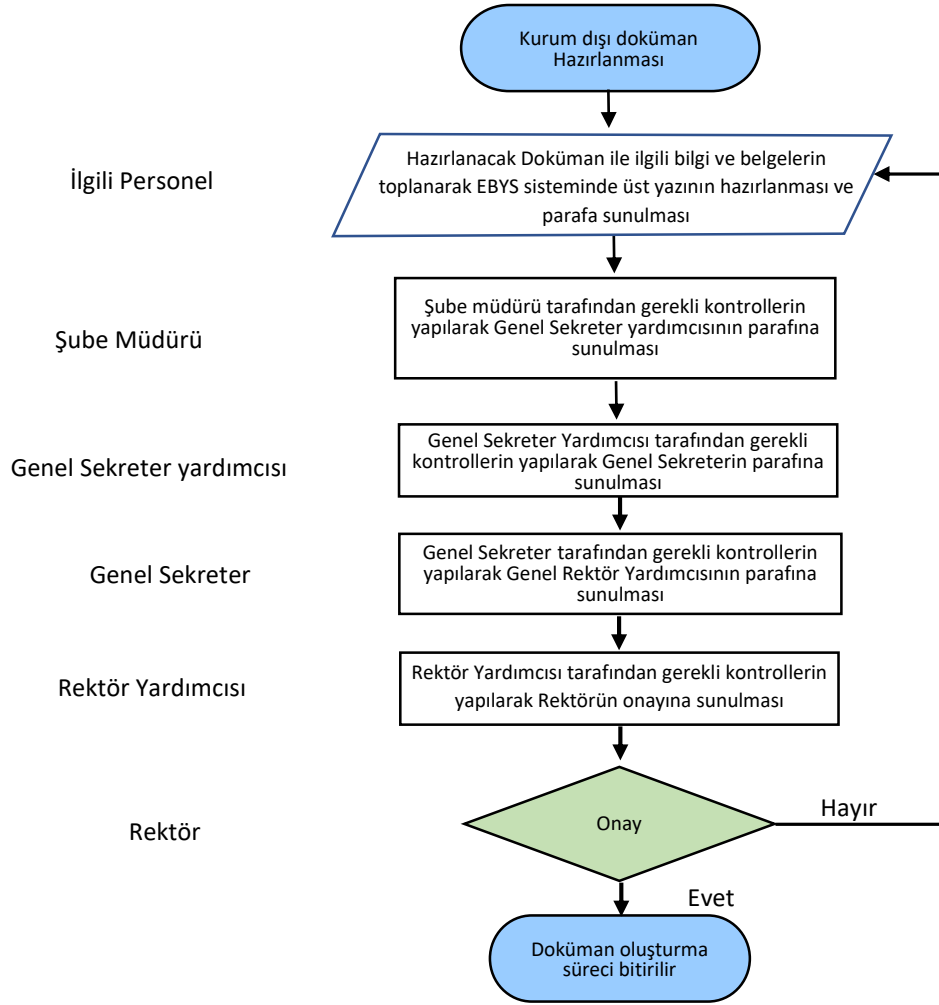 Kurum dışı doküman
Hazırlanması
İlgili Personel
Hazırlanacak Doküman ile ilgili bilgi ve belgelerin
toplanarak EBYS sisteminde üst yazının hazırlanması ve
parafa sunulması
Şube Müdürü
Şube müdürü tarafından gerekli kontrollerin
yapılarak Genel Sekreter yardımcısının parafına
sunulması
Genel Sekreter yardımcısı
Genel Sekreter Yardımcısı tarafından gerekli
kontrollerin yapılarak Genel Sekreterin parafına
sunulması
Genel Sekreter
Genel Sekreter tarafından gerekli kontrollerin
yapılarak Genel Rektör Yardımcısının parafına
sunulması
Rektör Yardımcısı
Rektör Yardımcısı tarafından gerekli kontrollerin
yapılarak Rektörün onayına sunulması
Rektör
Onay
Hayır
Evet
Doküman oluşturma
süreci bitirilir